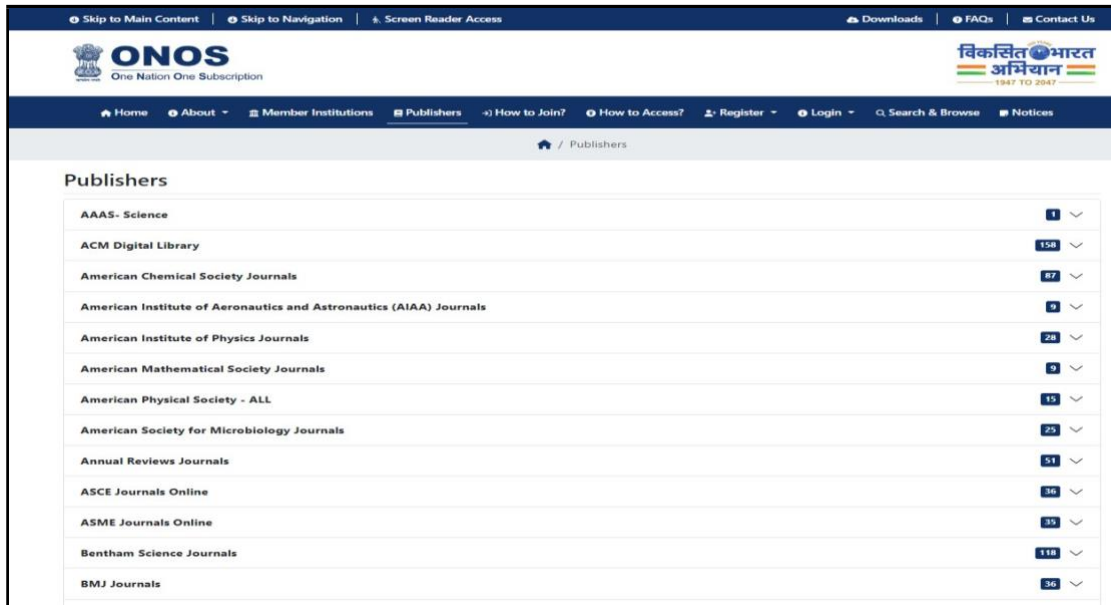 Skip to Main Content | Skip to Navigation | Screen Reader Access Downloads | FAQs | Contact Us
ONOS
One Nation One Subscription
विकसित भारत
अभियान
1947 TO 2047
Home About Member Institutions Publishers How to Join? How to Access? Register Login Search & Browse Notices
/ Publishers
Publishers
AAAS- Science 1
ACM Digital Library 158
American Chemical Society Journals 87
American Institute of Aeronautics and Astronautics (AIAA) Journals 9
American Institute of Physics Journals 28
American Mathematical Society Journals 9
American Physical Society - ALL 15
American Society for Microbiology Journals 25
Annual Reviews Journals 51
ASCE Journals Online 36
ASME Journals Online 35
Bentham Science Journals 118
BMJ Journals 36